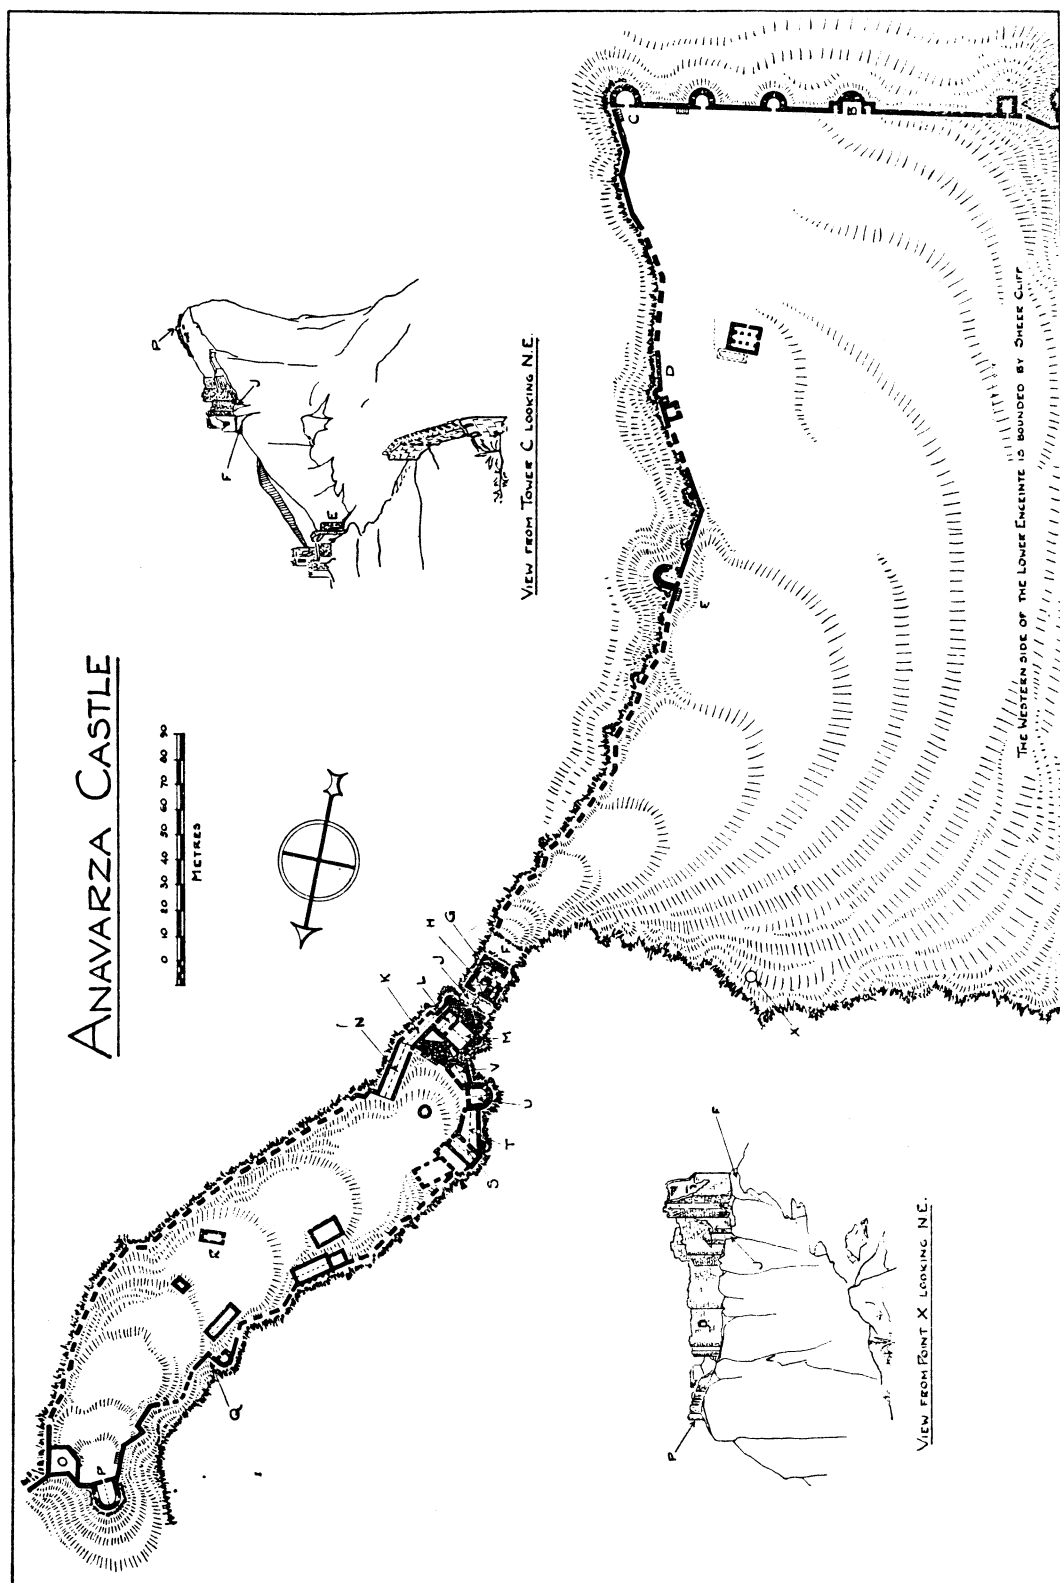 ANAVARZA CASTLE
0 10 20 30 40 50 60 70 80 90
METRES
VIEW FROM TOWER C LOOKING N.E.
P
F
J
E
THE WESTERN SIDE OF THE LOWER ENCEINTE IS BOUNDED BY SHEER CLIFF
A
B
C
D
E
F
G
H
J
K
L
M
N
O
P
Q
R
S
T
U
V
X
VIEW FROM POINT X LOOKING N.E.
P
F
J